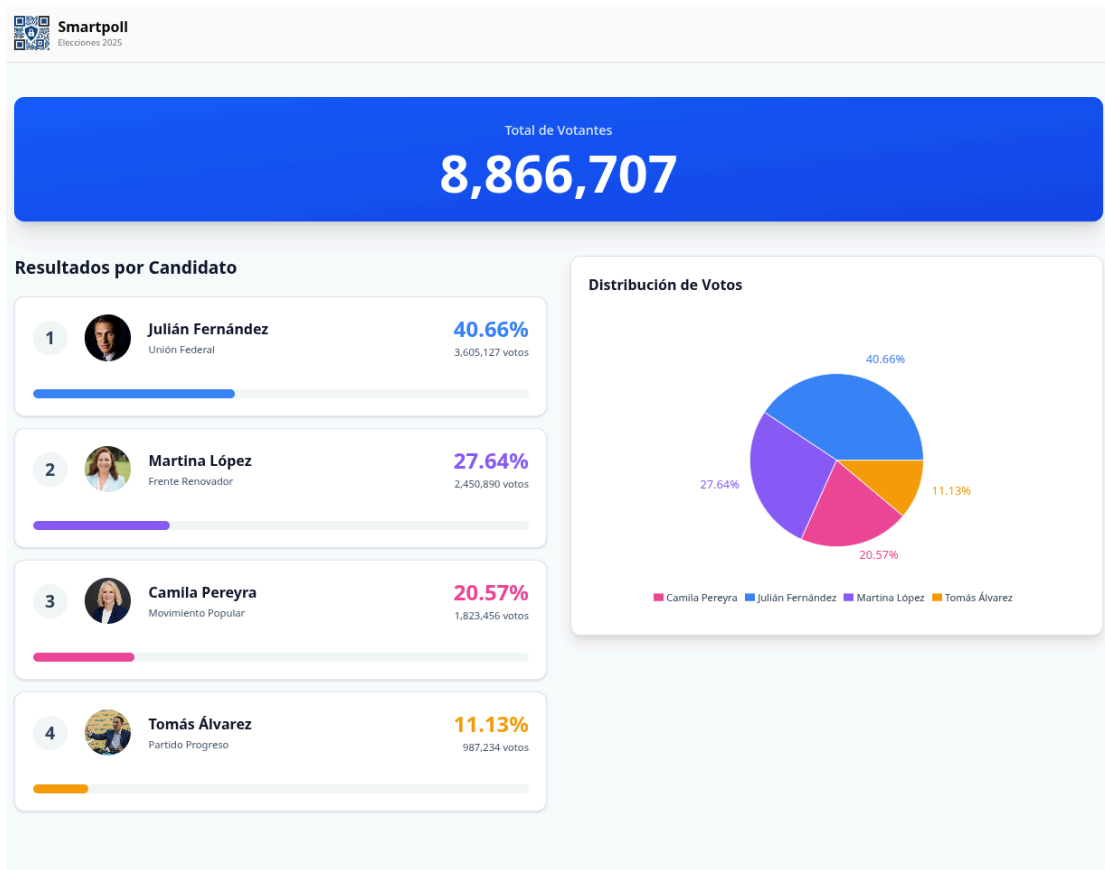 Smartpoll
Elecciones 2025
Total de Votantes
8,866,707
Resultados por Candidato
1
Julián Fernández
Unión Federal
40.66%
3,605,127 votos
2
Martina López
Frente Renovador
27.64%
2,450,890 votos
3
Camila Pereyra
Movimiento Popular
20.57%
1,823,456 votos
4
Tomás Álvarez
Partido Progreso
11.13%
987,234 votos
Distribución de Votos
40.66%
27.64%
11.13%
20.57%
Camila Pereyra Julián Fernández Martina López Tomás Álvarez